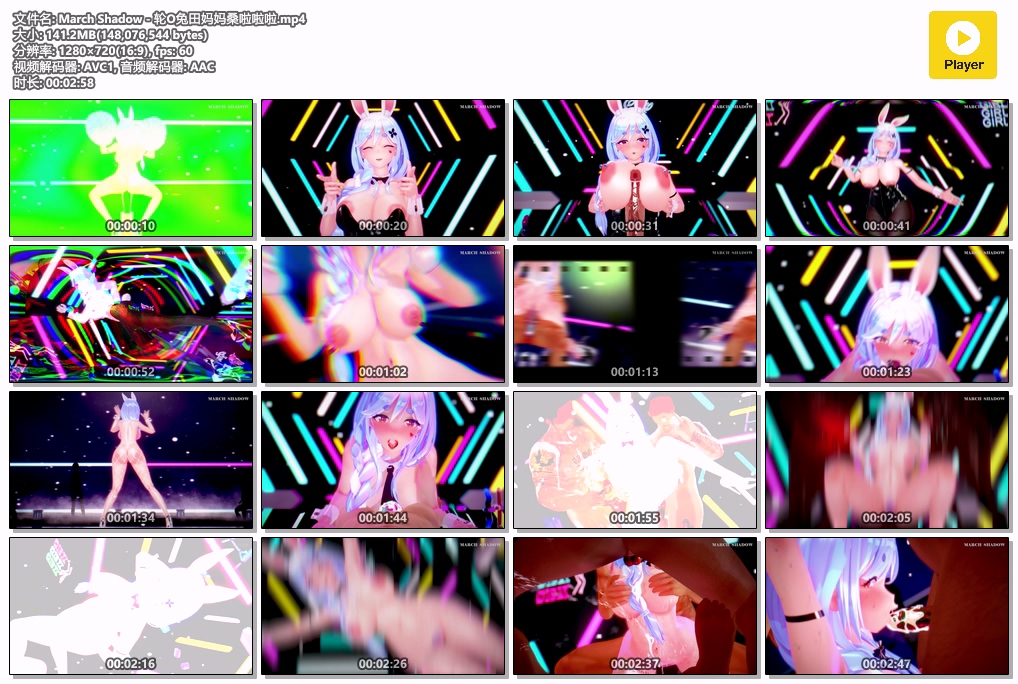 文件名: March Shadow - 轮O兔田妈妈桑啦啦啦.mp4
大小: 141.2MB(148,076,544 bytes)
分辨率: 1280×720(16:9), fps: 60
视频解码器: AVC1, 音频解码器: AAC
时长: 00:02:58
Player
MARCH SHADOW
00:00:10
MARCH SHADOW
00:00:20
MARCH SHADOW
00:00:31
MARCH SHADOW
GIRL
GIRL
00:00:41
MARCH SHADOW
00:00:52
MARCH SHADOW
00:01:02
MARCH SHADOW
00:01:13
MARCH SHADOW
00:01:23
MARCH SHADOW
00:01:34
MARCH SHADOW
00:01:44
00:01:55
MARCH SHADOW
00:02:05
00:02:16
MARCH SHADOW
00:02:26
MARCH SHADOW
00:02:37
MARCH SHADOW
00:02:47